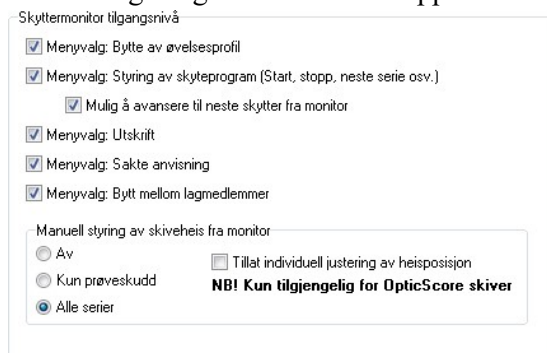 Skyttermonitor tilgangsnivå
Menyvalg: Bytte av øvelsesprofil
Menyvalg: Styring av skyteprogram (Start, stopp, neste serie osv.)
Mulig å avansere til neste skytter fra monitor
Menyvalg: Utskrift
Menyvalg: Sakte anvisning
Menyvalg: Bytt mellom lagmedlemmer
Manuell styring av skiveheis fra monitor
Av
Tillat individuell justering av heisposisjon
Kun prøveskudd
NB! Kun tilgjengelig for OpticScore skiver
Alle serier